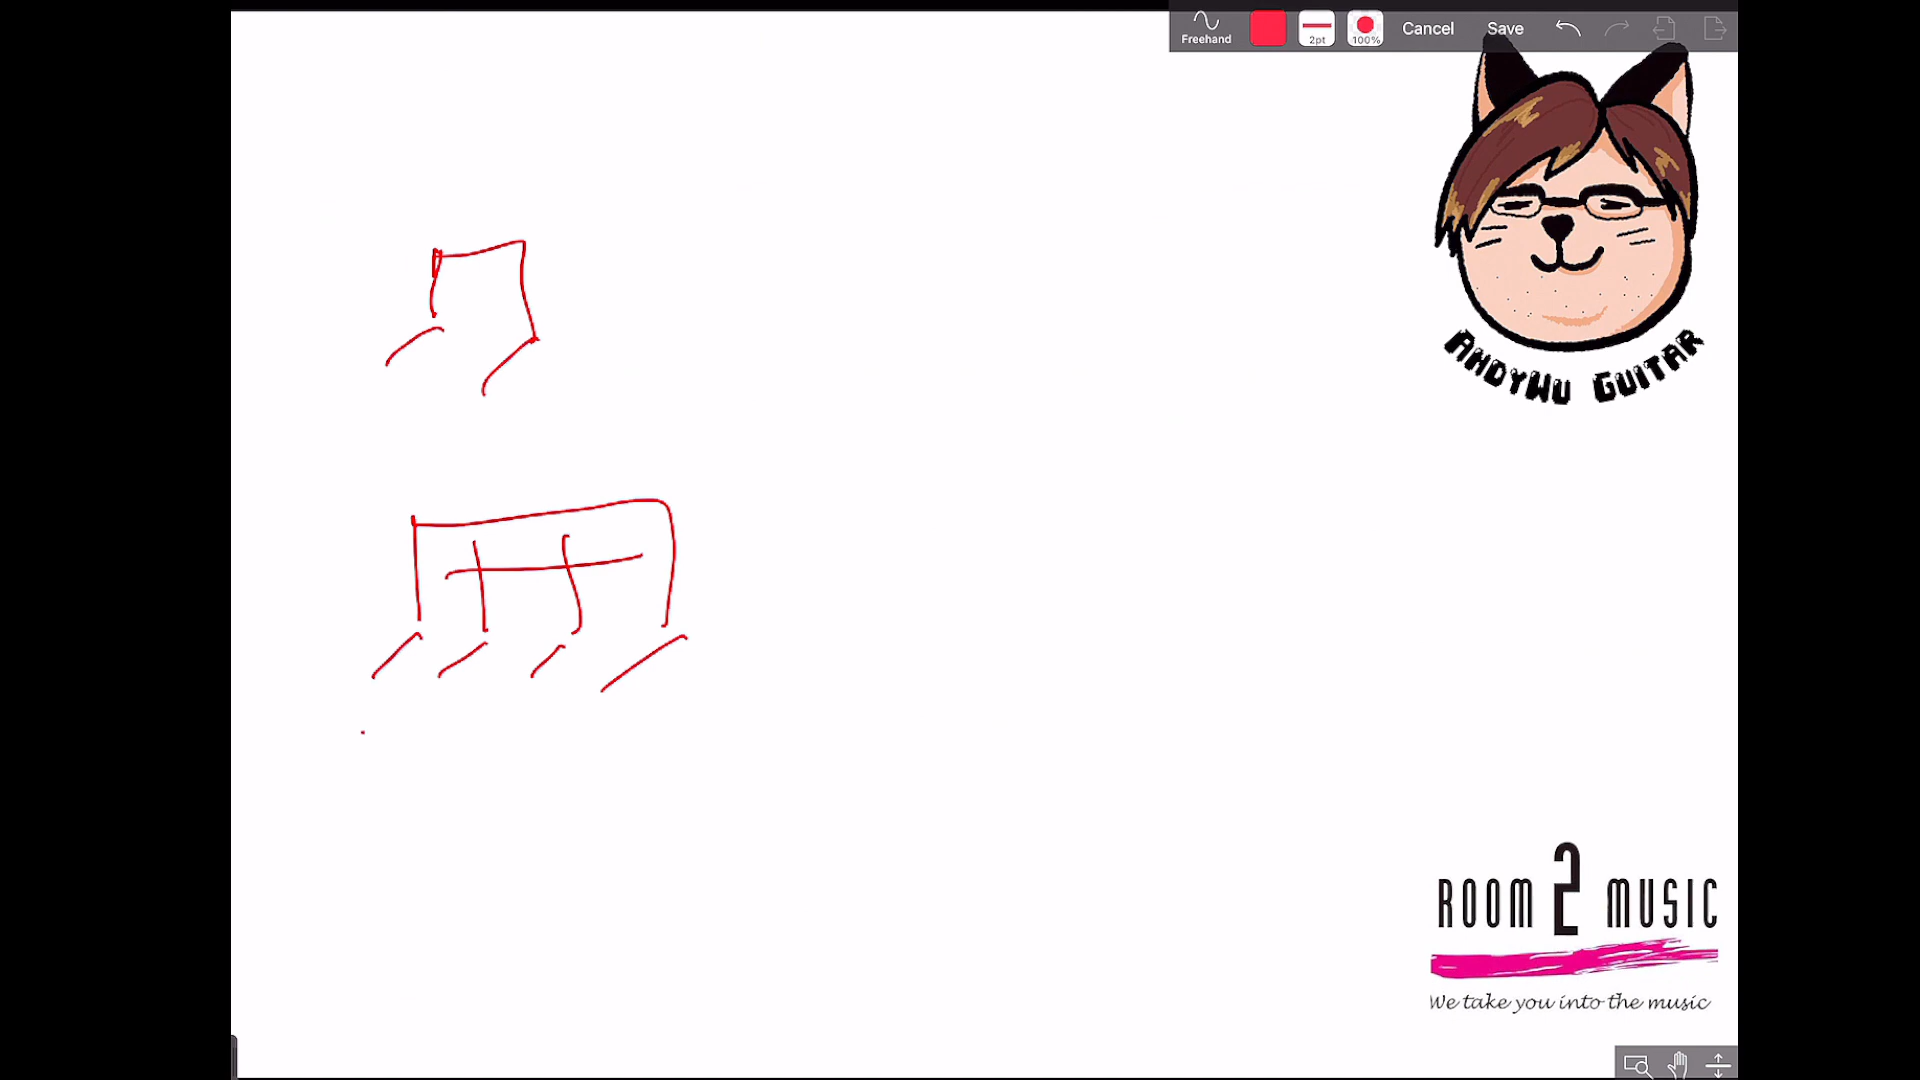 Freehand 2pt 100% Cancel Save
ANDYWU GUITAR
ROOM 2 MUSIC
We take you into the music